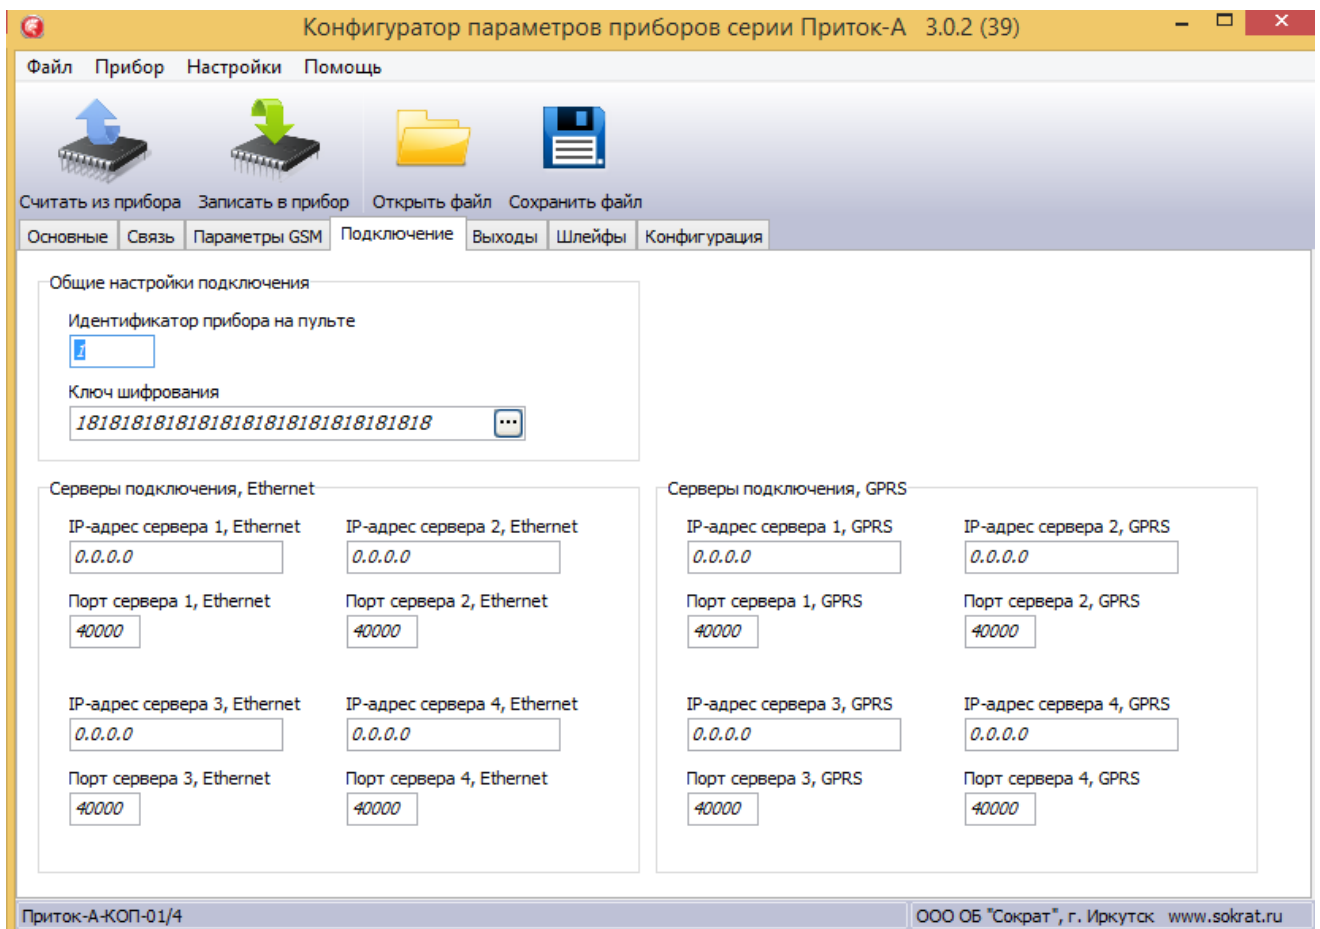 Конфигуратор параметров приборов серии Приток-А 3.0.2 (39)
Файл Прибор Настройки Помощь
Считать из прибора Записать в прибор Открыть файл Сохранить файл
Основные Связь Параметры GSM Подключение Выходы Шлейфы Конфигурация
Общие настройки подключения
Идентификатор прибора на пульте
1
Ключ шифрования
18181818181818181818181818181818
Серверы подключения, Ethernet
IP-адрес сервера 1, Ethernet IP-адрес сервера 2, Ethernet
0.0.0.0 0.0.0.0
Порт сервера 1, Ethernet Порт сервера 2, Ethernet
40000 40000
IP-адрес сервера 3, Ethernet IP-адрес сервера 4, Ethernet
0.0.0.0 0.0.0.0
Порт сервера 3, Ethernet Порт сервера 4, Ethernet
40000 40000
Серверы подключения, GPRS
IP-адрес сервера 1, GPRS IP-адрес сервера 2, GPRS
0.0.0.0 0.0.0.0
Порт сервера 1, GPRS Порт сервера 2, GPRS
40000 40000
IP-адрес сервера 3, GPRS IP-адрес сервера 4, GPRS
0.0.0.0 0.0.0.0
Порт сервера 3, GPRS Порт сервера 4, GPRS
40000 40000
Приток-А-КОП-01/4 ООО ОБ "Сократ", г. Иркутск www.sokrat.ru